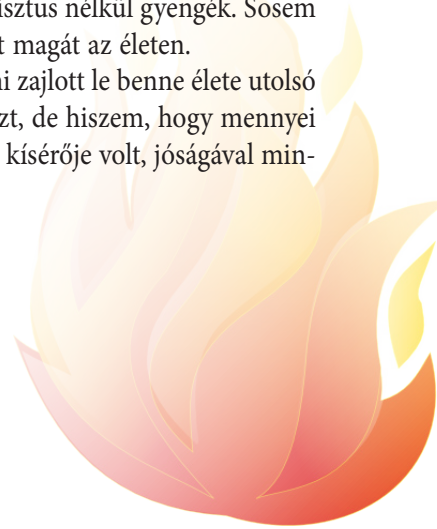 isztus nélkül gyengék. Sosem
t magát az életen.
ni zajlott le benne élete utolsó
zt, de hiszem, hogy mennyei
kísérője volt, jóságával min-